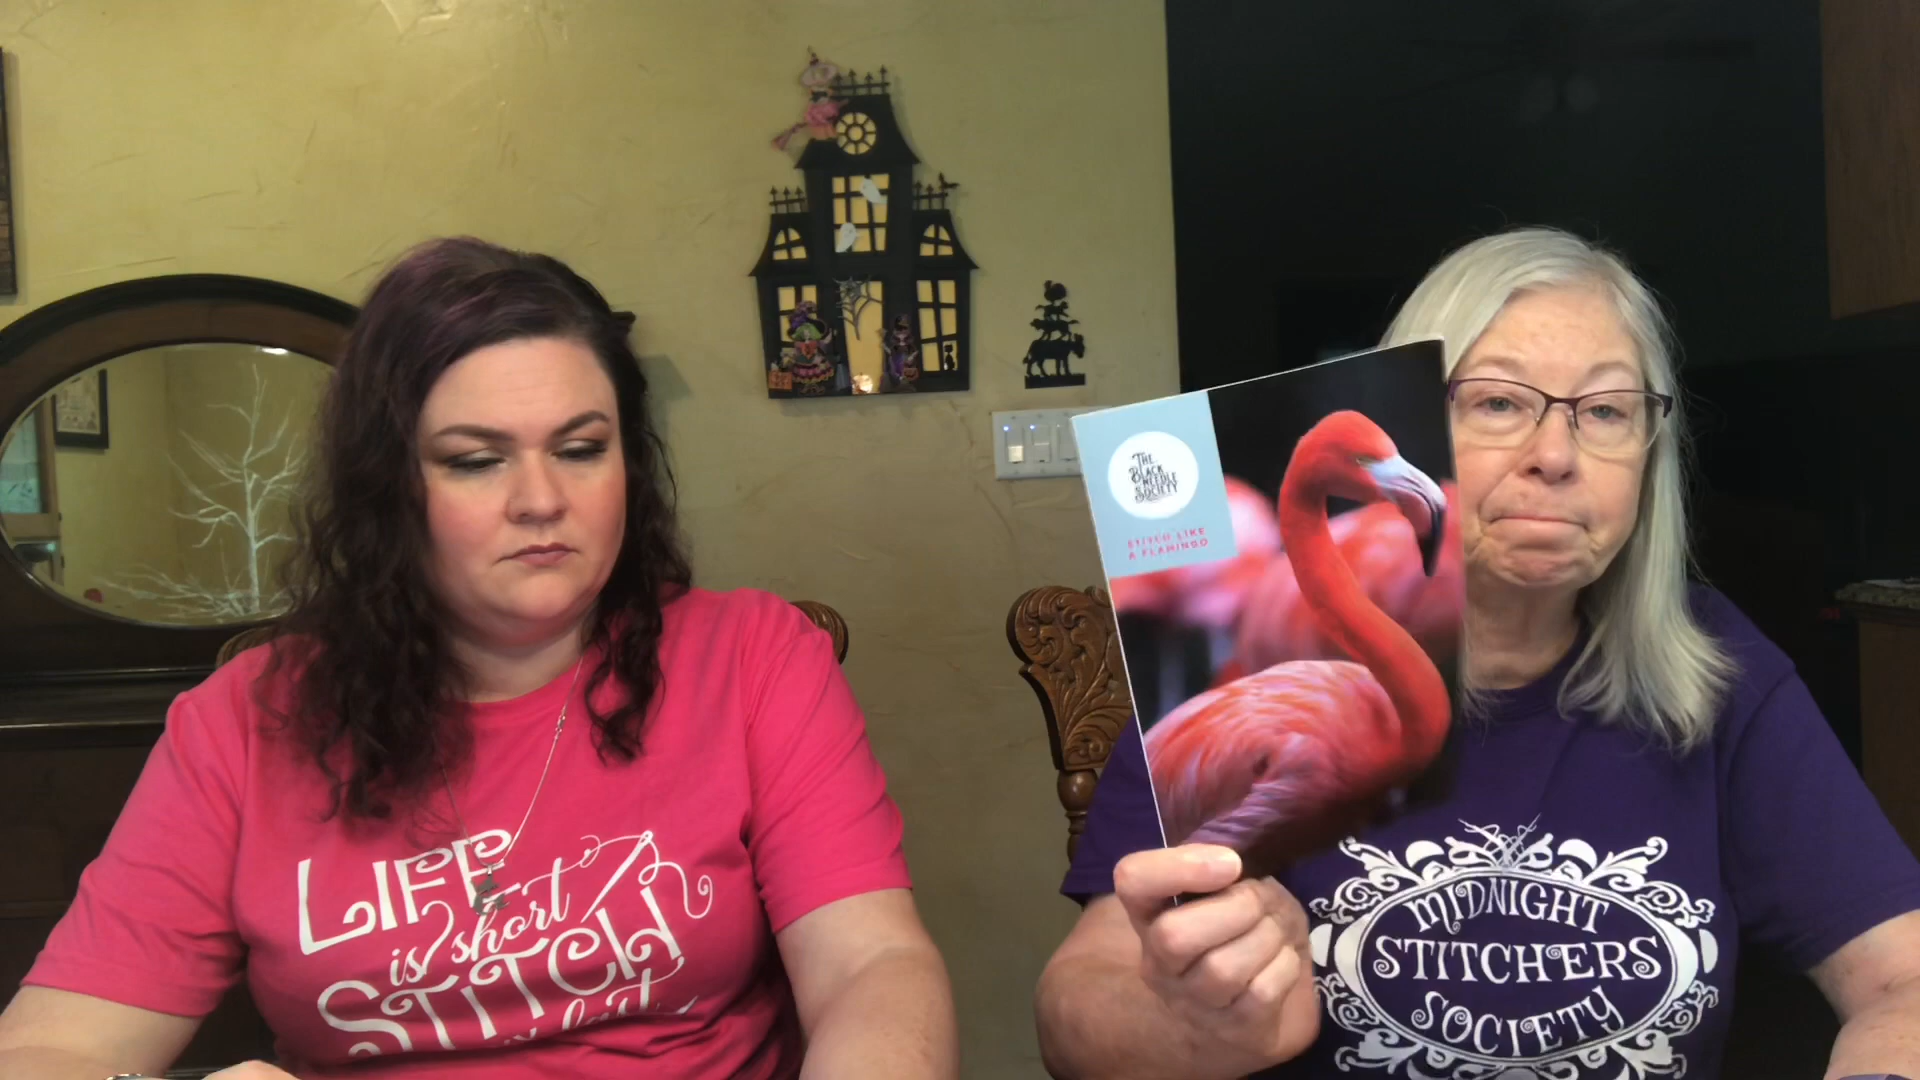 THE
BLACK
NEEDLE
SOCIETY
STITCH LIKE
A FLAMINGO
LIFE
is short
STITCH
MIDNIGHT
STITCHERS
SOCIETY